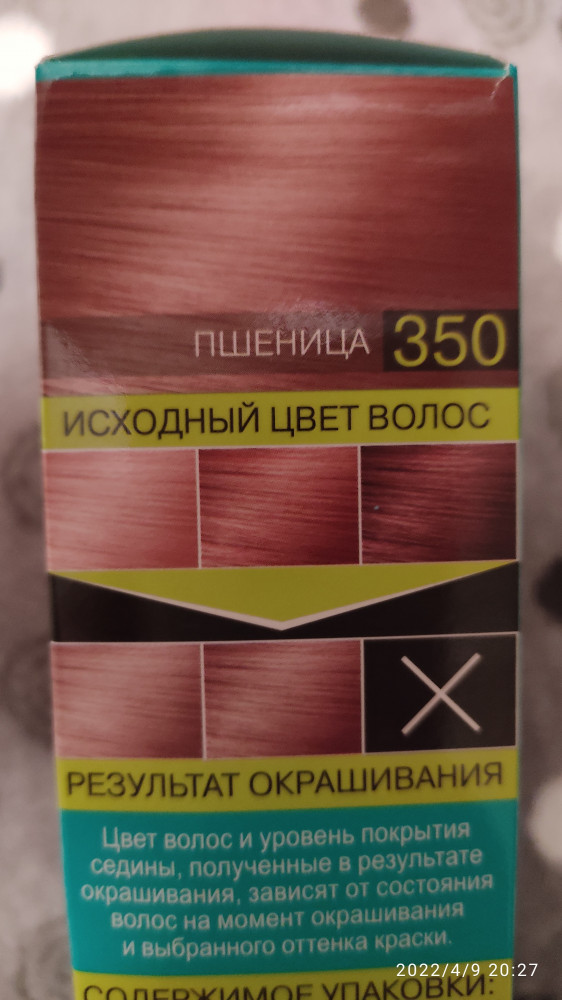 ПШЕНИЦА 350
ИСХОДНЫЙ ЦВЕТ ВОЛОС
РЕЗУЛЬТАТ ОКРАШИВАНИЯ
Цвет волос и уровень покрытия
седины, полученные в результате
окрашивания, зависят от состояния
волос на момент окрашивания
и выбранного оттенка краски.
СОДЕРЖИМОЕ УПАКОВКИ:
2022/4/9 20:27